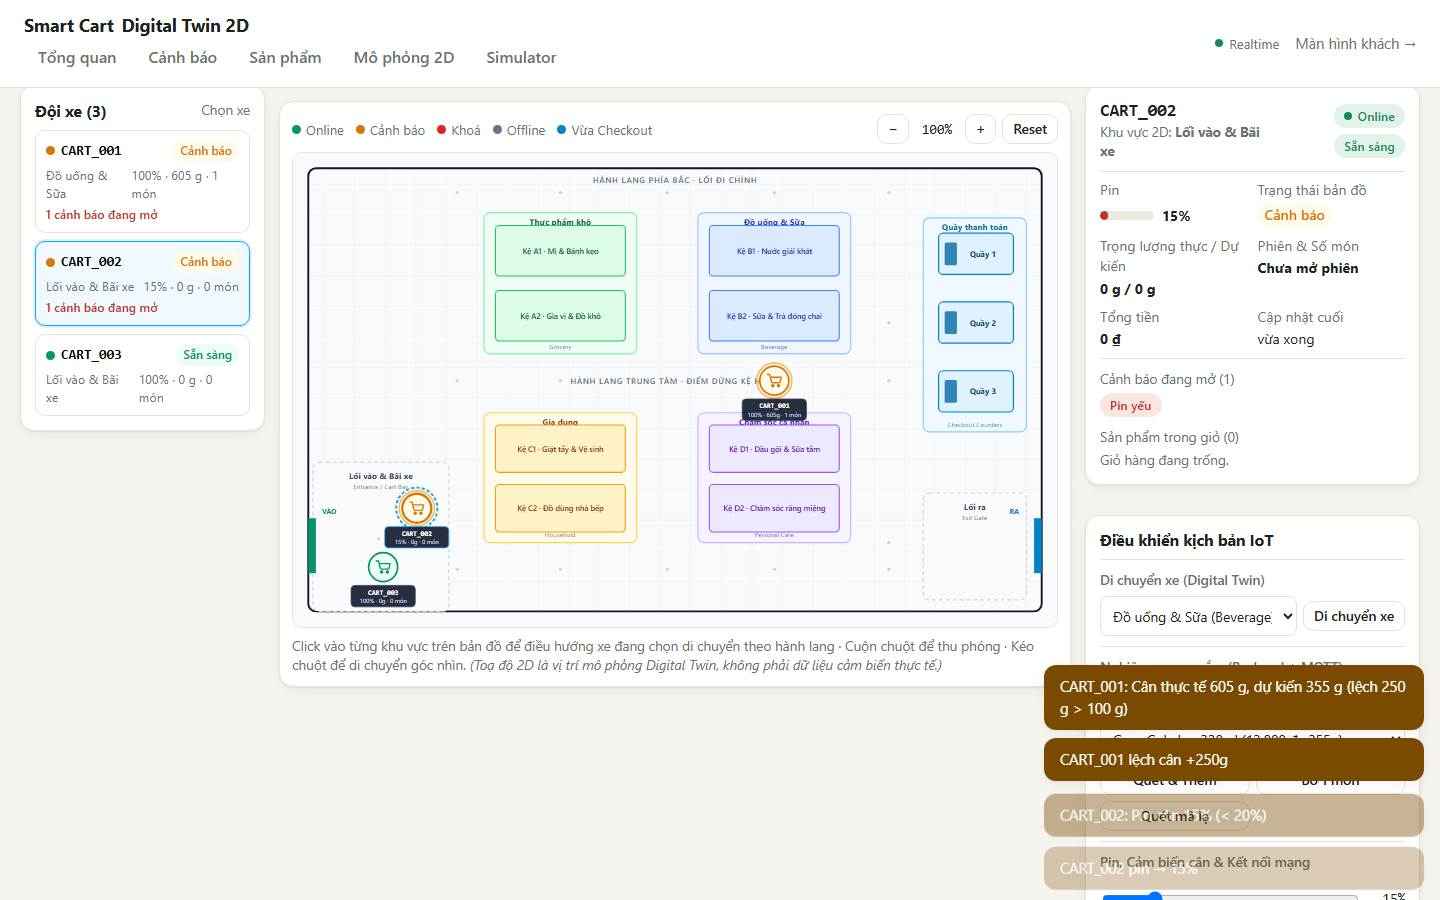 Smart Cart Digital Twin 2D
Tổng quan
Cảnh báo
Sản phẩm
Mô phỏng 2D
Simulator
Realtime
Màn hình khách →
Đội xe (3)
Chọn xe
CART_001
Cảnh báo
Đồ uống & Sữa
100% · 605 g · 1 món
1 cảnh báo đang mở
CART_002
Cảnh báo
Lối vào & Bãi xe
15% · 0 g · 0 món
1 cảnh báo đang mở
CART_003
Sẵn sàng
Lối vào & Bãi xe
100% · 0 g · 0 món
Online
Cảnh báo
Khoá
Offline
Vừa Checkout
−
100%
+
Reset
HÀNH LANG PHÍA BẮC · LỐI ĐI CHÍNH
Thực phẩm khô
Kệ A1 · Mì & Bánh kẹo
Kệ A2 · Gia vị & Đồ khô
Grocery
Đồ uống & Sữa
Kệ B1 · Nước giải khát
Kệ B2 · Sữa & Trà đóng chai
Beverage
Quầy thanh toán
Quầy 1
Quầy 2
Quầy 3
Checkout Counters
HÀNH LANG TRUNG TÂM · ĐIỂM DỪNG KỆ
CART_001
100% · 605g · 1 món
Gia dụng
Kệ C1 · Giặt tẩy & Vệ sinh
Kệ C2 · Đồ dùng nhà bếp
Household
Chăm sóc cá nhân
Kệ D1 · Dầu gội & Sữa tắm
Kệ D2 · Chăm sóc răng miệng
Personal Care
Lối vào & Bãi xe
Entrance / Cart Bay
VÀO
CART_002
15% · 0g · 0 món
CART_003
100% · 0g · 0 món
Lối ra
Exit Gate
RA
Click vào từng khu vực trên bản đồ để điều hướng xe đang chọn di chuyển theo hành lang · Cuộn chuột để thu phóng · Kéo
chuột để di chuyển góc nhìn. (Toạ độ 2D là vị trí mô phỏng Digital Twin, không phải dữ liệu cảm biến thực tế.)
CART_002
Khu vực 2D: Lối vào & Bãi
xe
Online
Sẵn sàng
Pin
15%
Trạng thái bản đồ
Cảnh báo
Trọng lượng thực / Dự
kiến
0 g / 0 g
Phiên & Số món
Chưa mở phiên
Tổng tiền
0 ₫
Cập nhật cuối
vừa xong
Cảnh báo đang mở (1)
Pin yếu
Sản phẩm trong giỏ (0)
Giỏ hàng đang trống.
Điều khiển kịch bản IoT
Di chuyển xe (Digital Twin)
Đồ uống & Sữa (Beverage)
Di chuyển xe
CART_001: Cân thực tế 605 g, dự kiến 355 g (lệch 250
g > 100 g)
CART_001 lệch cân +250g
Quét & Thêm
Bỏ 1 món
Quét mã lạ
Pin, Cảm biến cân & Kết nối mạng
CART_002 pin → 15%
15%